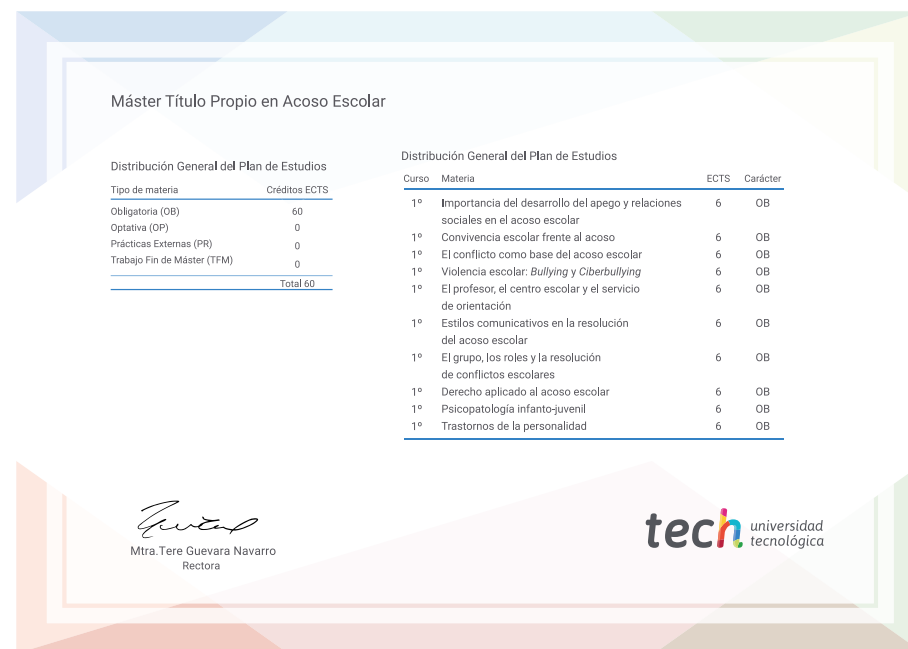 Máster Título Propio en Acoso Escolar
Distribución General del Plan de Estudios
Tipo de materia Créditos ECTS
Obligatoria (OB) 60
Optativa (OP) 0
Prácticas Externas (PR) 0
Trabajo Fin de Máster (TFM) 0
Total 60
Distribución General del Plan de Estudios
Curso Materia ECTS Carácter
1º Importancia del desarrollo del apego y relaciones 6 OB
sociales en el acoso escolar
1º Convivencia escolar frente al acoso 6 OB
1º El conflicto como base del acoso escolar 6 OB
1º Violencia escolar: Bullying y Ciberbullying 6 OB
1º El profesor, el centro escolar y el servicio 6 OB
de orientación
1º Estilos comunicativos en la resolución 6 OB
del acoso escolar
1º El grupo, los roles y la resolución 6 OB
de conflictos escolares
1º Derecho aplicado al acoso escolar 6 OB
1º Psicopatología infanto-juvenil 6 OB
1º Trastornos de la personalidad 6 OB
Mtra.Tere Guevara Navarro
Rectora
tech universidad
tecnológica